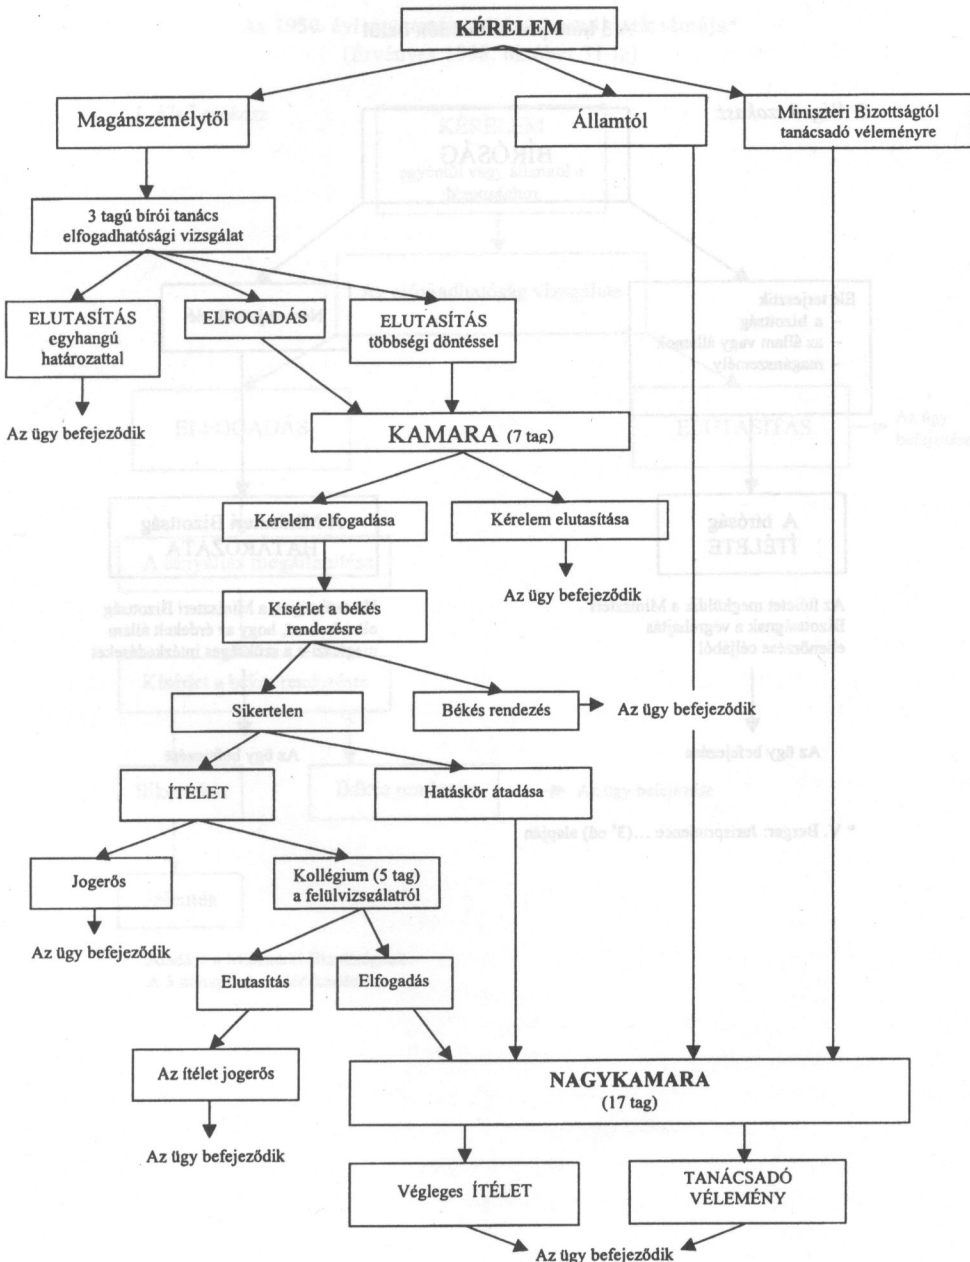 KÉRELEM
Magánszemélytől
Államtól
Miniszteri Bizottságtól
tanácsadó véleményre
3 tagú bírói tanács
elfogadhatósági vizsgálat
ELUTASÍTÁS
egyhangú
határozattal
ELFOGADÁS
ELUTASÍTÁS
többségi döntéssel
Az ügy befejeződik
KAMARA (7 tag)
Kérelem elfogadása
Kérelem elutasítása
Az ügy befejeződik
Kísérlet a békés
rendezésre
Sikertelen
Békés rendezés
Az ügy befejeződik
ÍTÉLET
Hatáskör átadása
Jogerős
Kollégium (5 tag)
a felülvizsgálatról
Az ügy befejeződik
Elutasítás
Elfogadás
Az ítélet jogerős
NAGYKAMARA
(17 tag)
Az ügy befejeződik
Végleges ÍTÉLET
TANÁCSADÓ
VÉLEMÉNY
Az ügy befejeződik